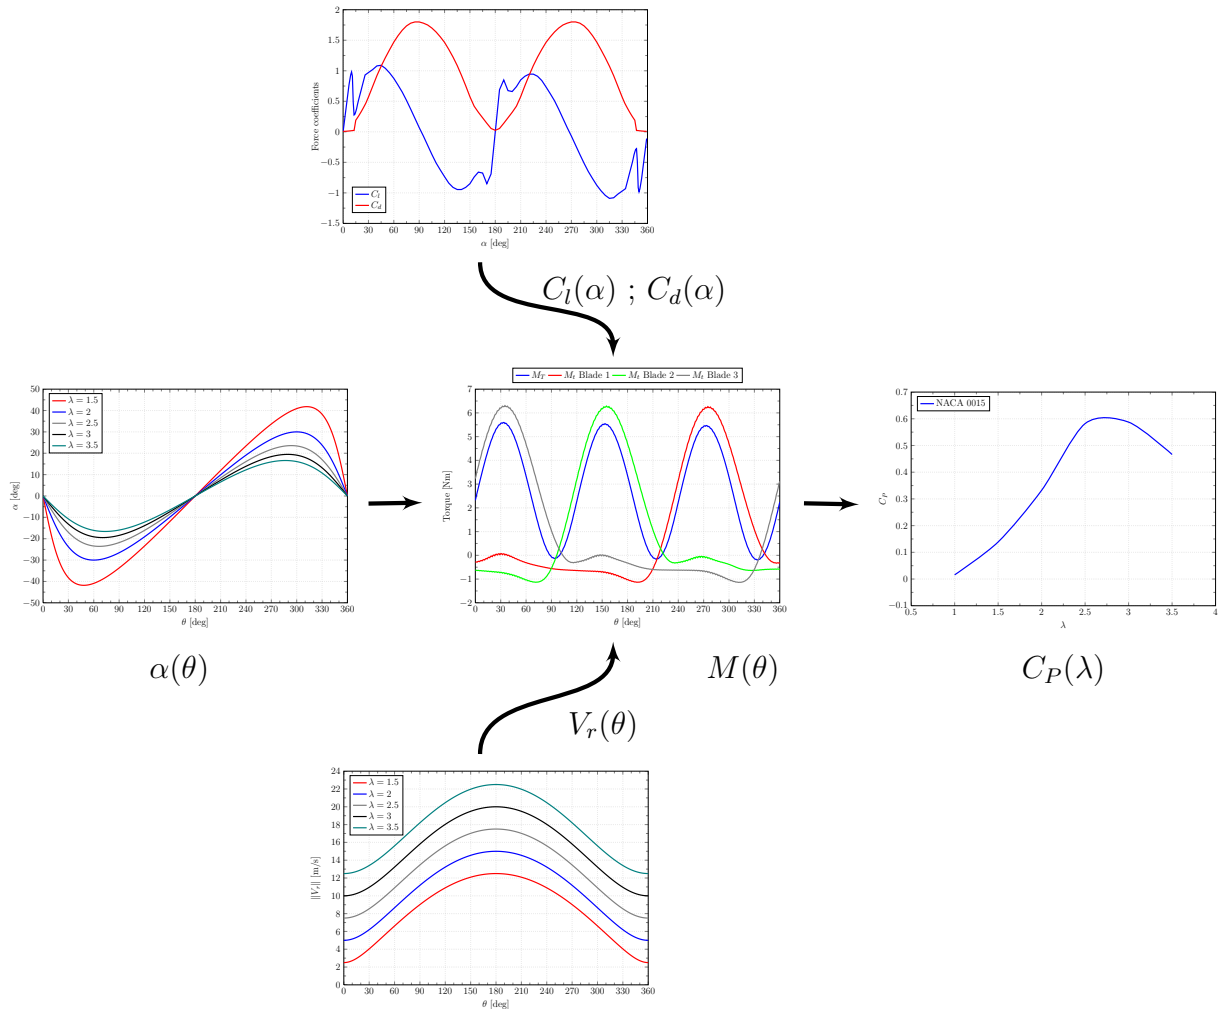 2
1.5
1
0.5
0
−0.5
−1
−1.5
Force coefficients
C_l
C_d
0 30 60 90 120 150 180 210 240 270 300 330 360
α [deg]
C_l(α) ; C_d(α)
50
40
30
20
10
0
−10
−20
−30
−40
−50
α [deg]
λ = 1.5
λ = 2
λ = 2.5
λ = 3
λ = 3.5
0 30 60 90 120 150 180 210 240 270 300 330 360
θ [deg]
α(θ)
M_T M_t Blade 1 M_t Blade 2 M_t Blade 3
7
6
5
4
3
2
1
0
−1
−2
Torque [Nm]
0 30 60 90 120 150 180 210 240 270 300 330 360
θ [deg]
M(θ)
0.7
0.6
0.5
0.4
0.3
0.2
0.1
0
−0.1
C_P
NACA 0015
0.5 1 1.5 2 2.5 3 3.5 4
λ
C_P(λ)
V_r(θ)
24
22
20
18
16
14
12
10
8
6
4
2
0
||V_r|| [m/s]
λ = 1.5
λ = 2
λ = 2.5
λ = 3
λ = 3.5
0 30 60 90 120 150 180 210 240 270 300 330 360
θ [deg]